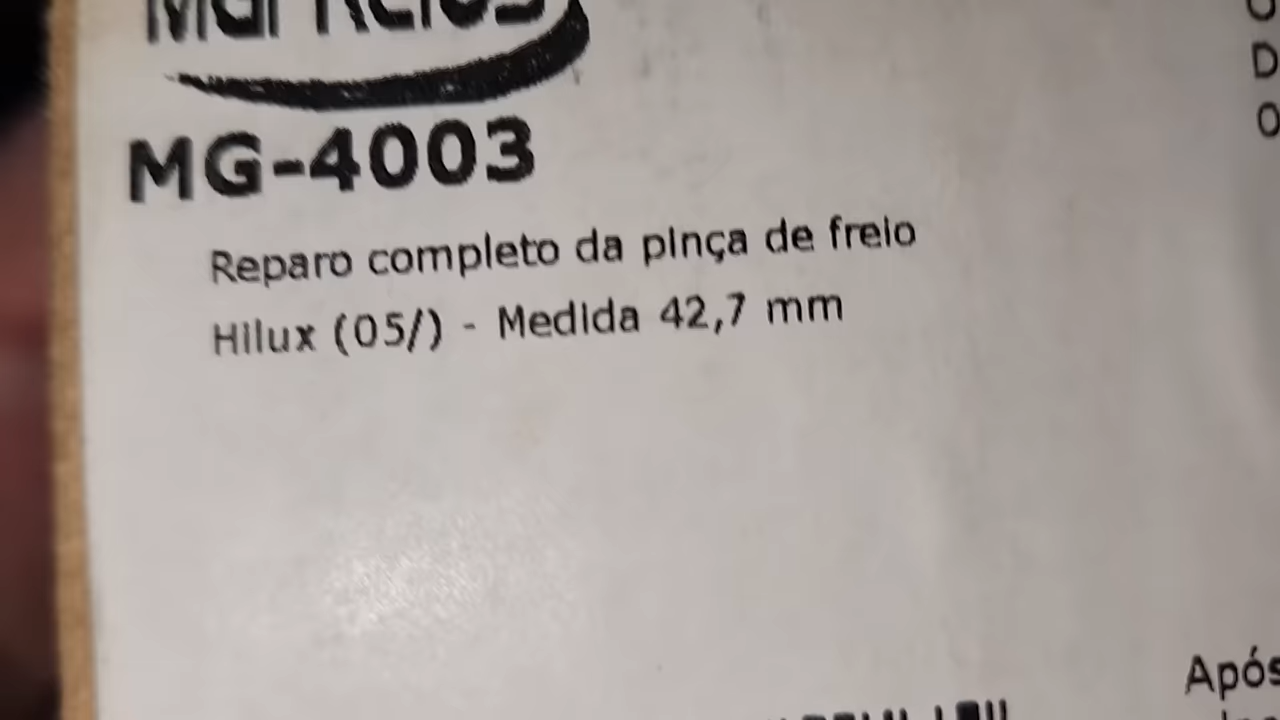 O
D
O
MG-4003
Reparo completo da pinça de freio
Hilux (05/) - Medida 42,7 mm
Após